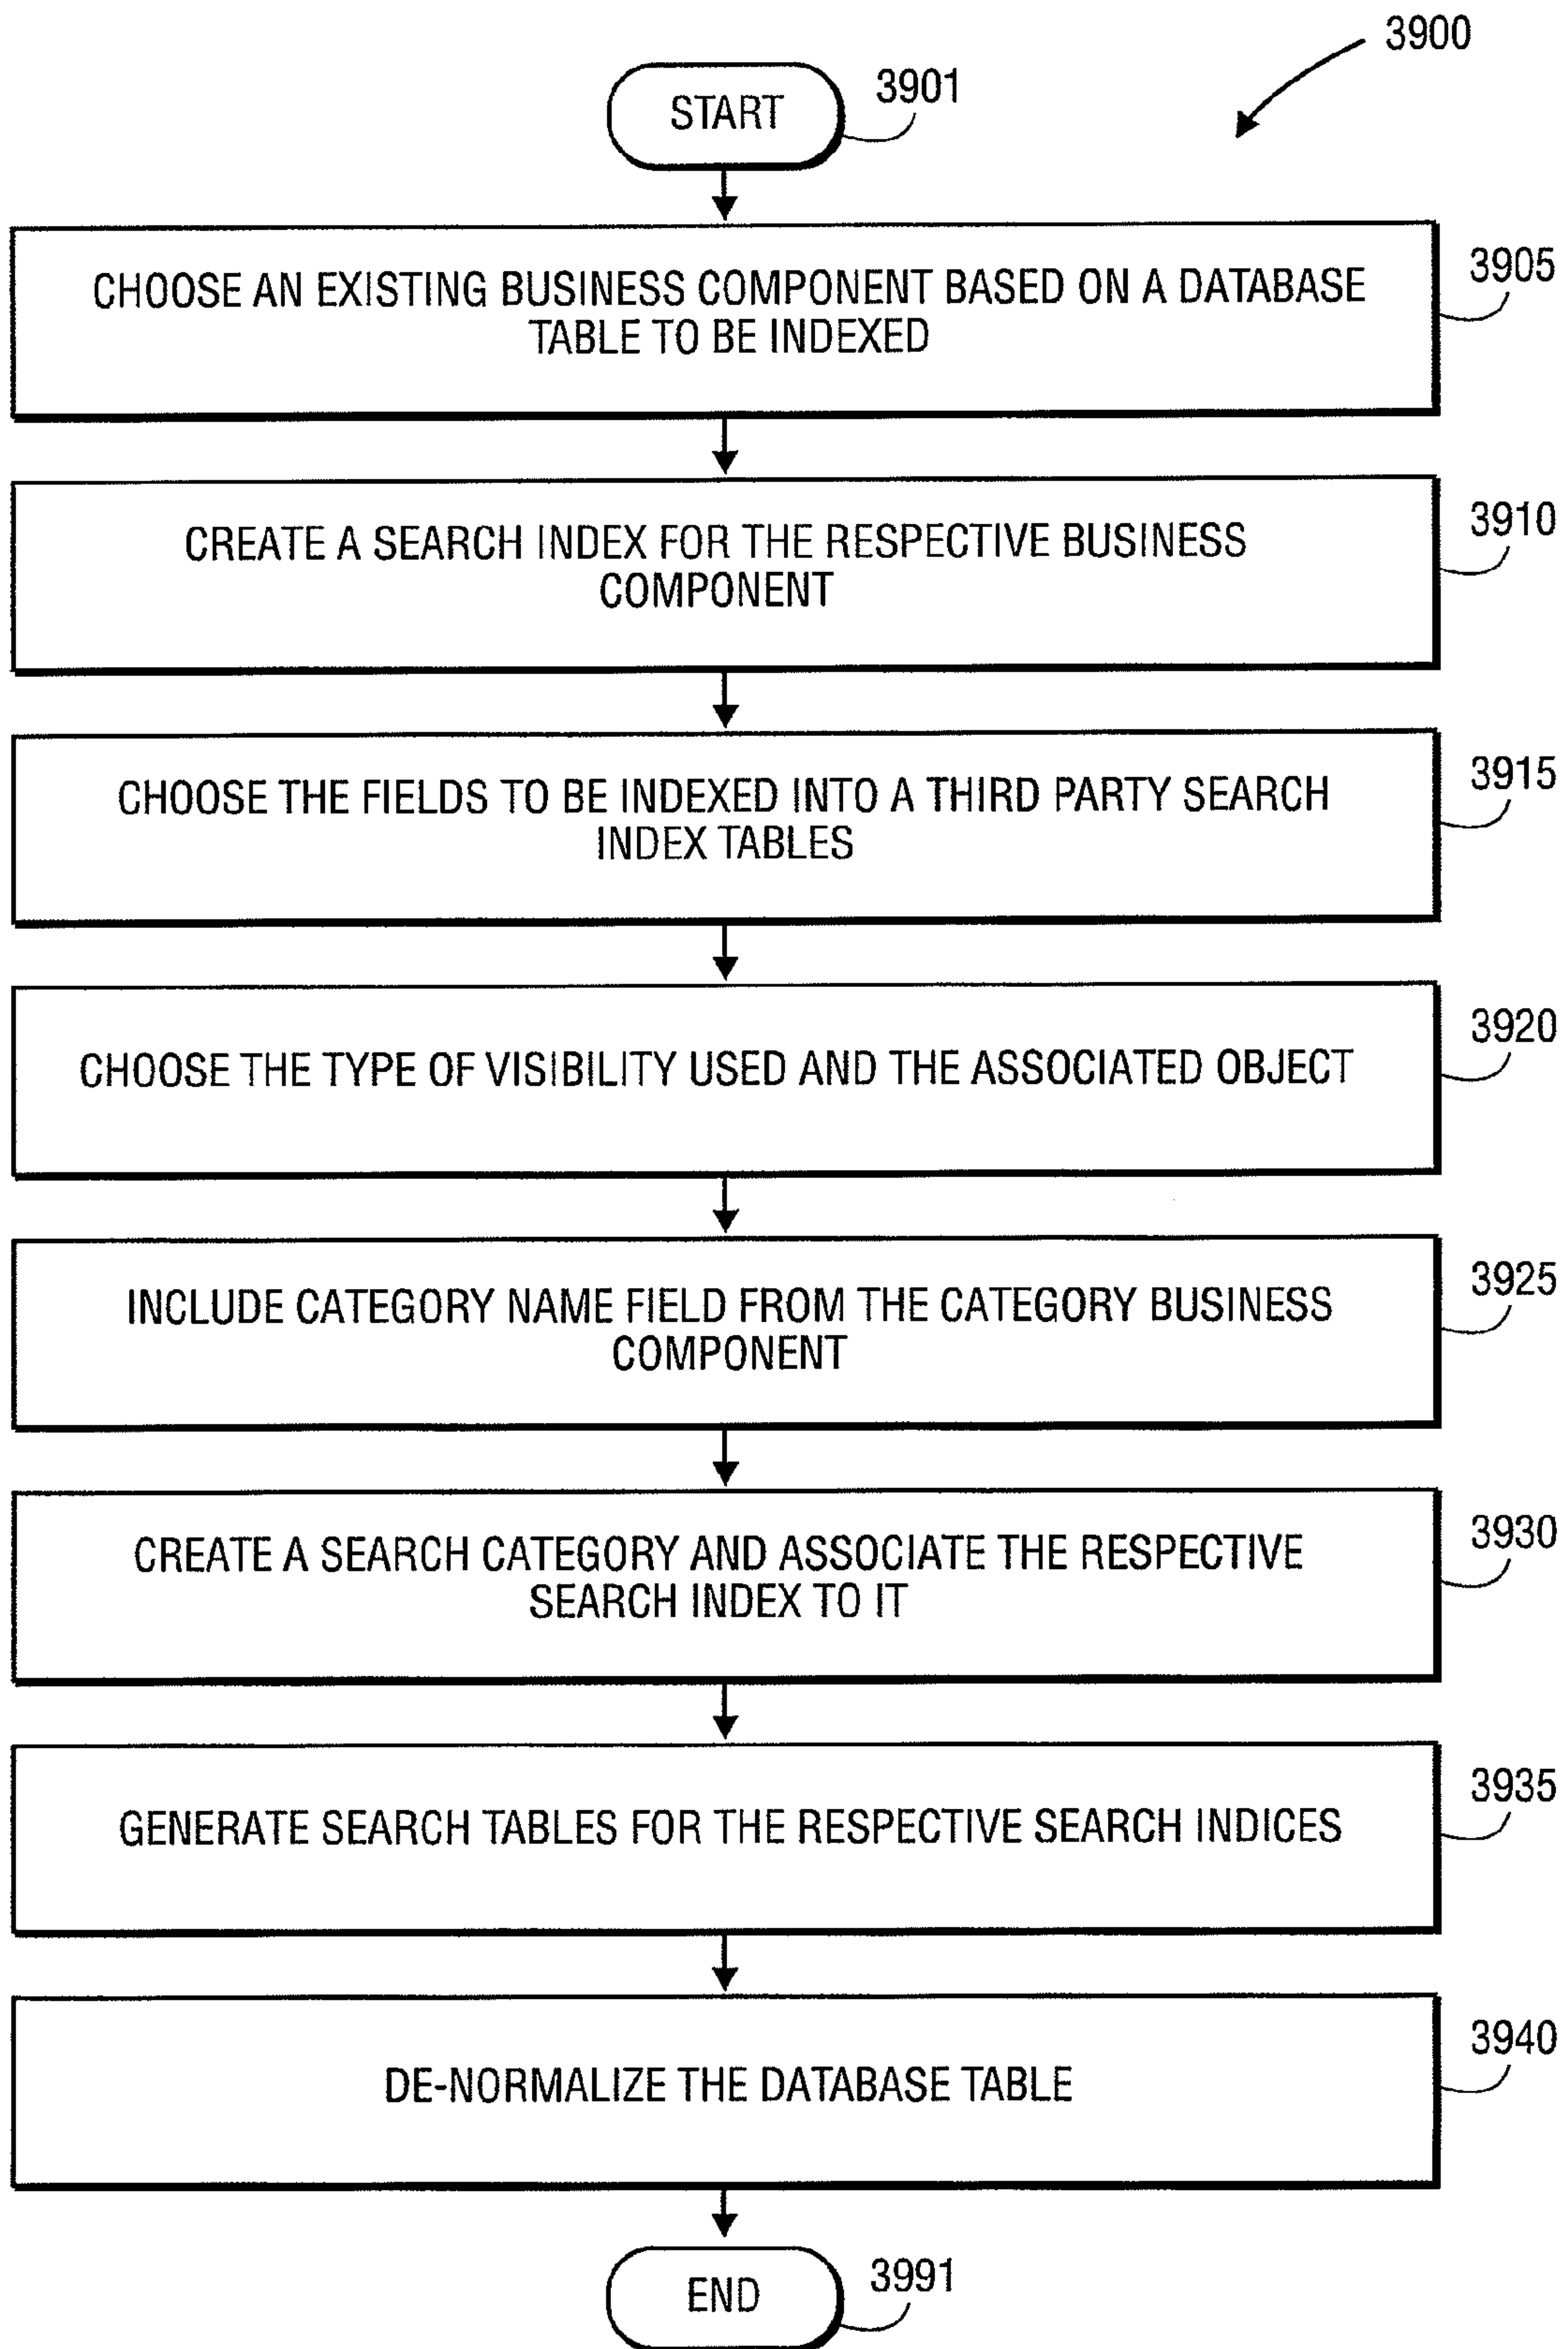 3900
START
3901
CHOOSE AN EXISTING BUSINESS COMPONENT BASED ON A DATABASE
TABLE TO BE INDEXED
3905
CREATE A SEARCH INDEX FOR THE RESPECTIVE BUSINESS
COMPONENT
3910
CHOOSE THE FIELDS TO BE INDEXED INTO A THIRD PARTY SEARCH
INDEX TABLES
3915
CHOOSE THE TYPE OF VISIBILITY USED AND THE ASSOCIATED OBJECT
3920
INCLUDE CATEGORY NAME FIELD FROM THE CATEGORY BUSINESS
COMPONENT
3925
CREATE A SEARCH CATEGORY AND ASSOCIATE THE RESPECTIVE
SEARCH INDEX TO IT
3930
GENERATE SEARCH TABLES FOR THE RESPECTIVE SEARCH INDICES
3935
DE-NORMALIZE THE DATABASE TABLE
3940
END
3991